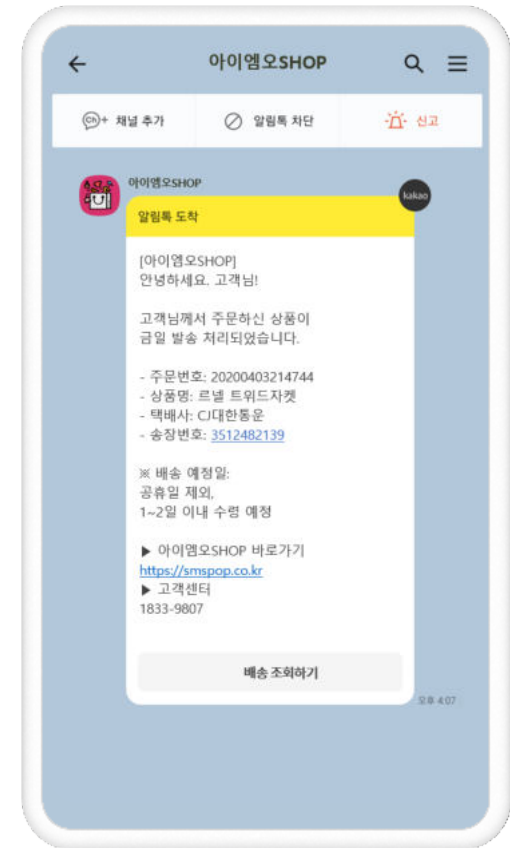 아이엠오SHOP
Ch+ 채널 추가
알림톡 차단
신고
아이엠오SHOP
kakao
알림톡 도착
[아이엠오SHOP]
안녕하세요. 고객님!
고객님께서 주문하신 상품이
금일 발송 처리되었습니다.
- 주문번호: 20200403214744
- 상품명: 르넬 트위드자켓
- 택배사: CJ대한통운
- 송장번호: 3512482139
※ 배송 예정일:
공휴일 제외,
1~2일 이내 수령 예정
▶ 아이엠오SHOP 바로가기
https://smspop.co.kr
▶ 고객센터
1833-9807
배송 조회하기
오후 4:07